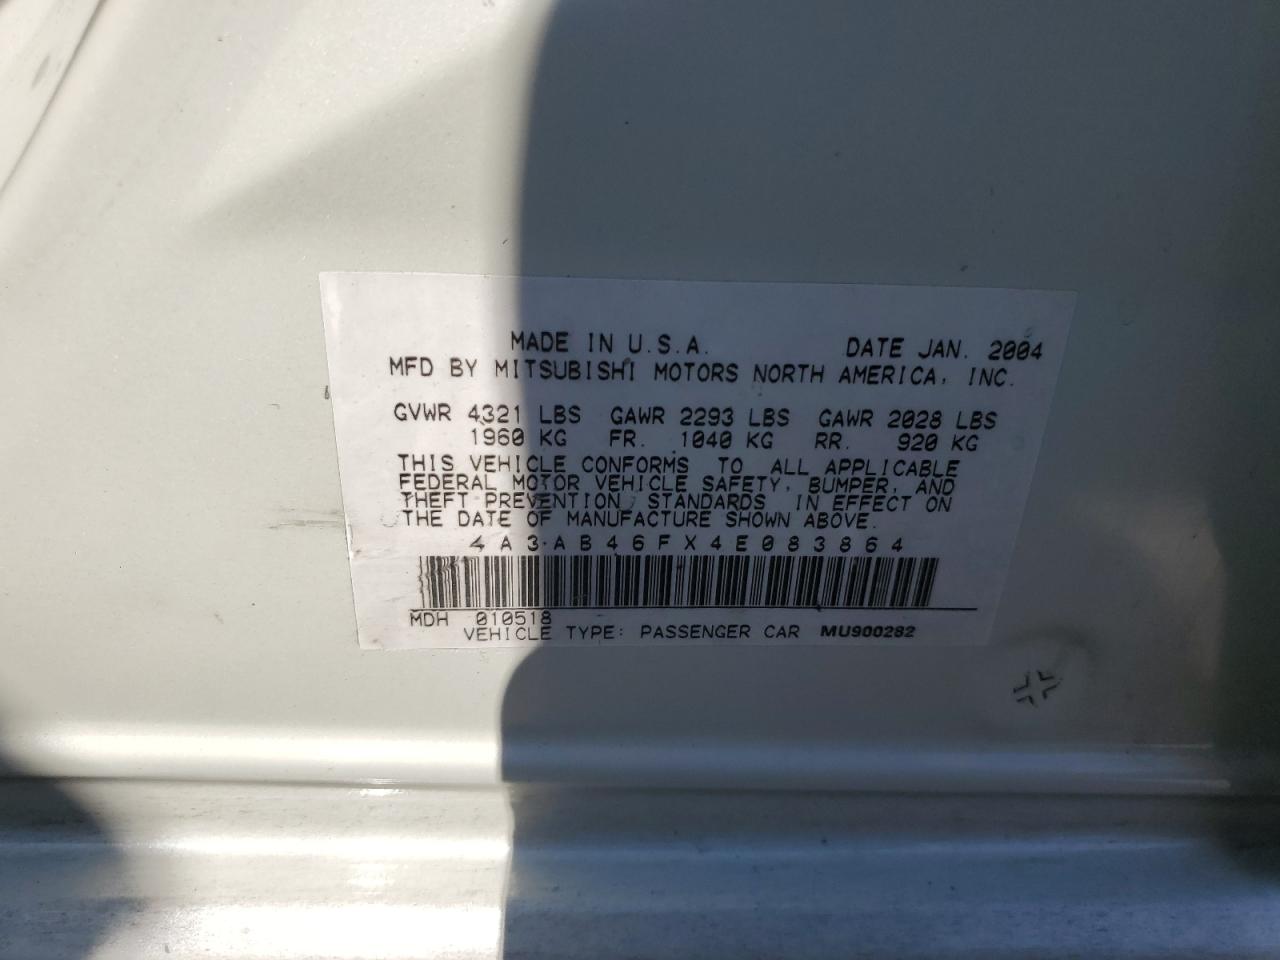 MADE IN U.S.A. DATE JAN. 2004
MFD BY MITSUBISHI MOTORS NORTH AMERICA, INC.
GVWR 4321 LBS GAWR 2293 LBS GAWR 2028 LBS
1960 KG FR. 1040 KG RR. 920 KG
THIS VEHICLE CONFORMS TO ALL APPLICABLE
FEDERAL MOTOR VEHICLE SAFETY, BUMPER, AND
THEFT PREVENTION STANDARDS IN EFFECT ON
THE DATE OF MANUFACTURE SHOWN ABOVE.
4A3AB46FX4E083864
MDH 010518
VEHICLE TYPE: PASSENGER CAR MU900282